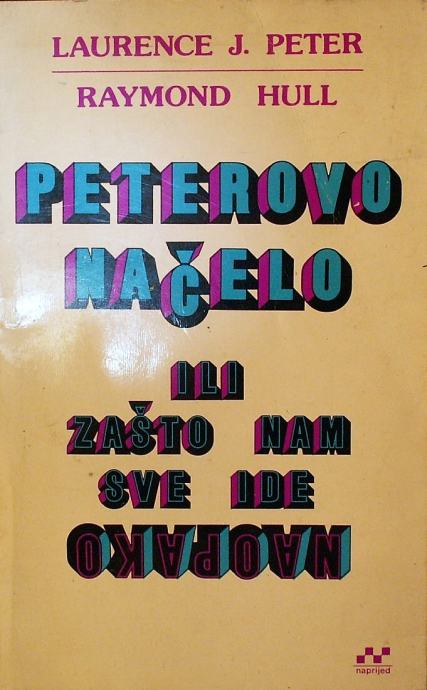 LAURENCE J. PETER
RAYMOND HULL
PETEROVO
NAČELO
ILI
ZAŠTO NAM
SVE IDE
NAOPAKO
naprijed